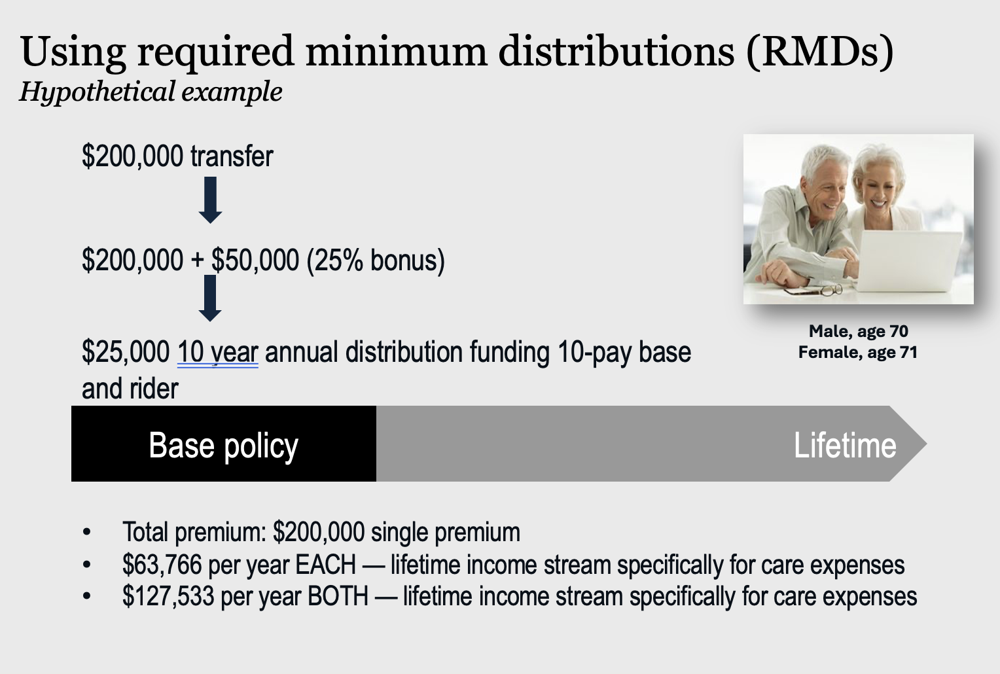 Using required minimum distributions (RMDs)
Hypothetical example
$200,000 transfer
$200,000 + $50,000 (25% bonus)
$25,000 10 year annual distribution funding 10-pay base
and rider
Male, age 70
Female, age 71
Base policy
Lifetime
• Total premium: $200,000 single premium
• $63,766 per year EACH — lifetime income stream specifically for care expenses
• $127,533 per year BOTH — lifetime income stream specifically for care expenses